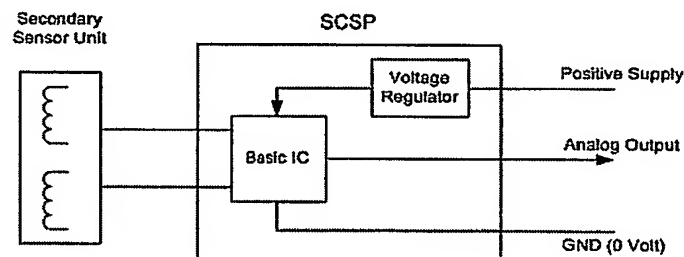 Secondary
Sensor Unit
SCSP
Voltage
Regulator
Positive Supply
Basic IC
Analog Output
GND (0 Volt)